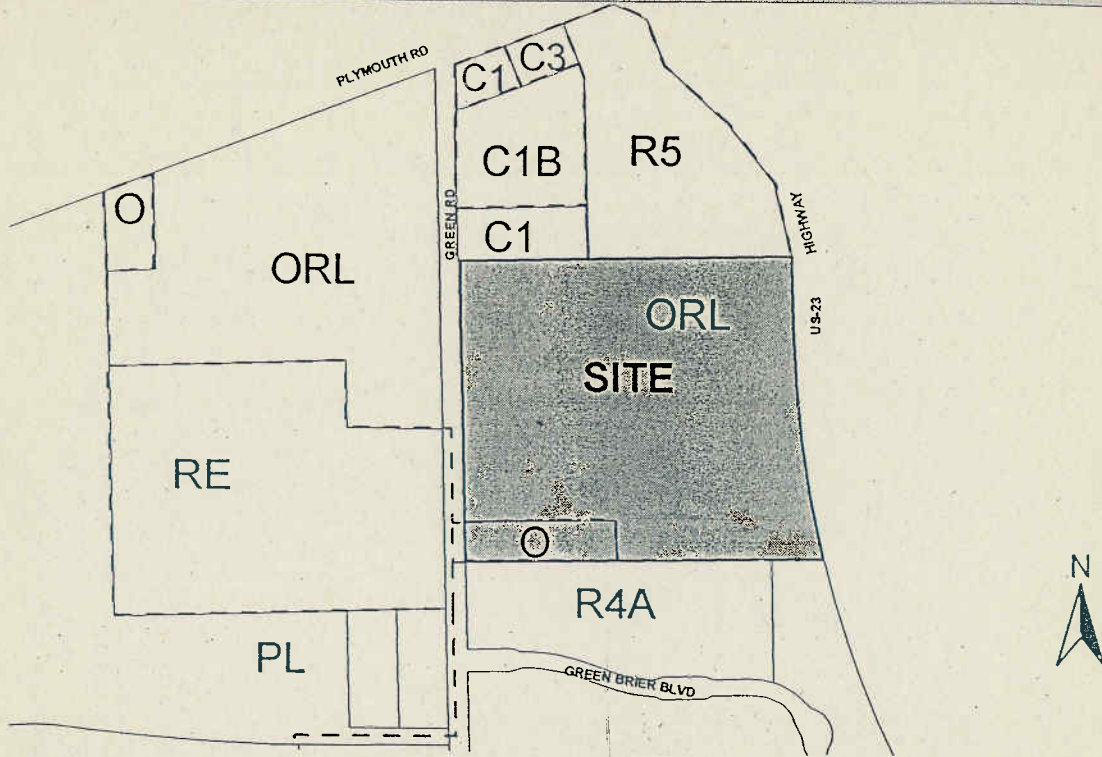 PLYMOUTH RD
C1
C3
C1B
R5
O
GREEN RD
HIGHWAY
C1
ORL
ORL
US-23
SITE
RE
O
N
R4A
PL
GREEN BRIER BLVD